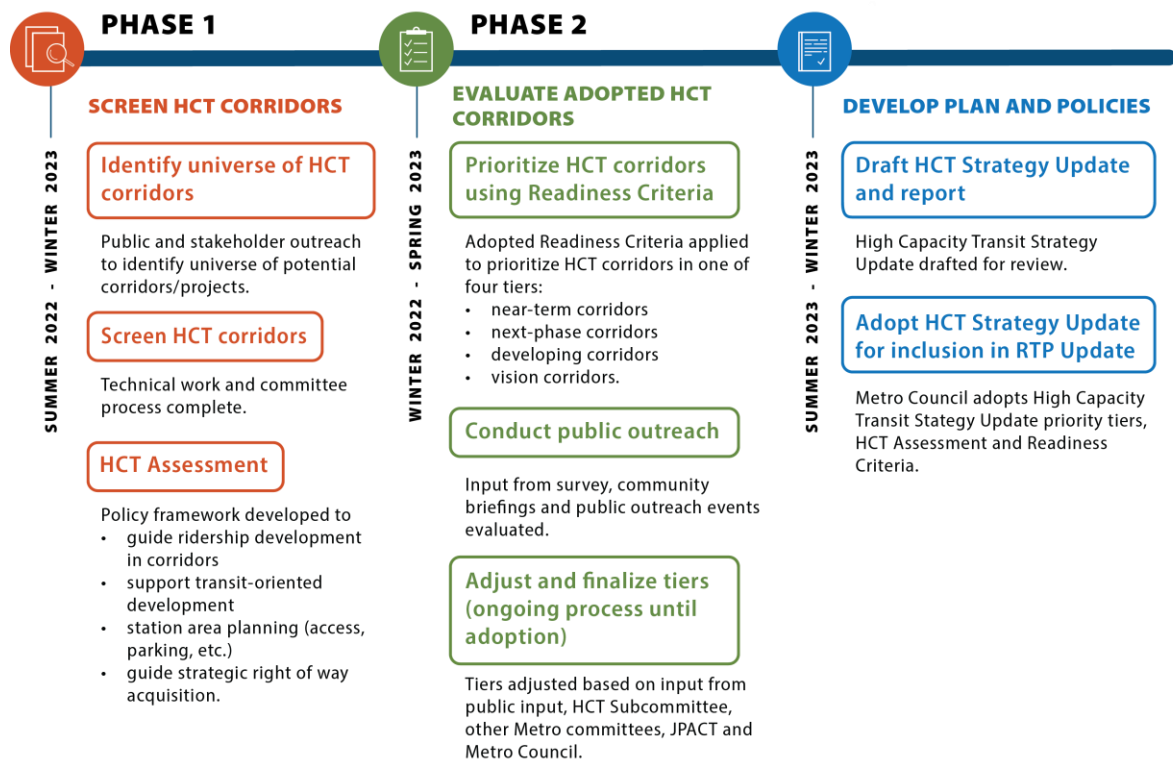 PHASE 1
SUMMER 2022 - WINTER 2023
SCREEN HCT CORRIDORS
Identify universe of HCT
corridors
Public and stakeholder outreach
to identify universe of potential
corridors/projects.
Screen HCT corridors
Technical work and committee
process complete.
HCT Assessment
Policy framework developed to
• guide ridership development
in corridors
• support transit-oriented
development
• station area planning (access,
parking, etc.)
• guide strategic right of way
acquisition.
PHASE 2
WINTER 2022 - SPRING 2023
EVALUATE ADOPTED HCT
CORRIDORS
Prioritize HCT corridors
using Readiness Criteria
Adopted Readiness Criteria applied
to prioritize HCT corridors in one of
four tiers:
• near-term corridors
• next-phase corridors
• developing corridors
• vision corridors.
Conduct public outreach
Input from survey, community
briefings and public outreach events
evaluated.
Adjust and finalize tiers
(ongoing process until
adoption)
Tiers adjusted based on input from
public input, HCT Subcommittee,
other Metro committees, JPACT and
Metro Council.
SUMMER 2023 - WINTER 2023
DEVELOP PLAN AND POLICIES
Draft HCT Strategy Update
and report
High Capacity Transit Strategy
Update drafted for review.
Adopt HCT Strategy Update
for inclusion in RTP Update
Metro Council adopts High Capacity
Transit Stategy Update priority tiers,
HCT Assessment and Readiness
Criteria.